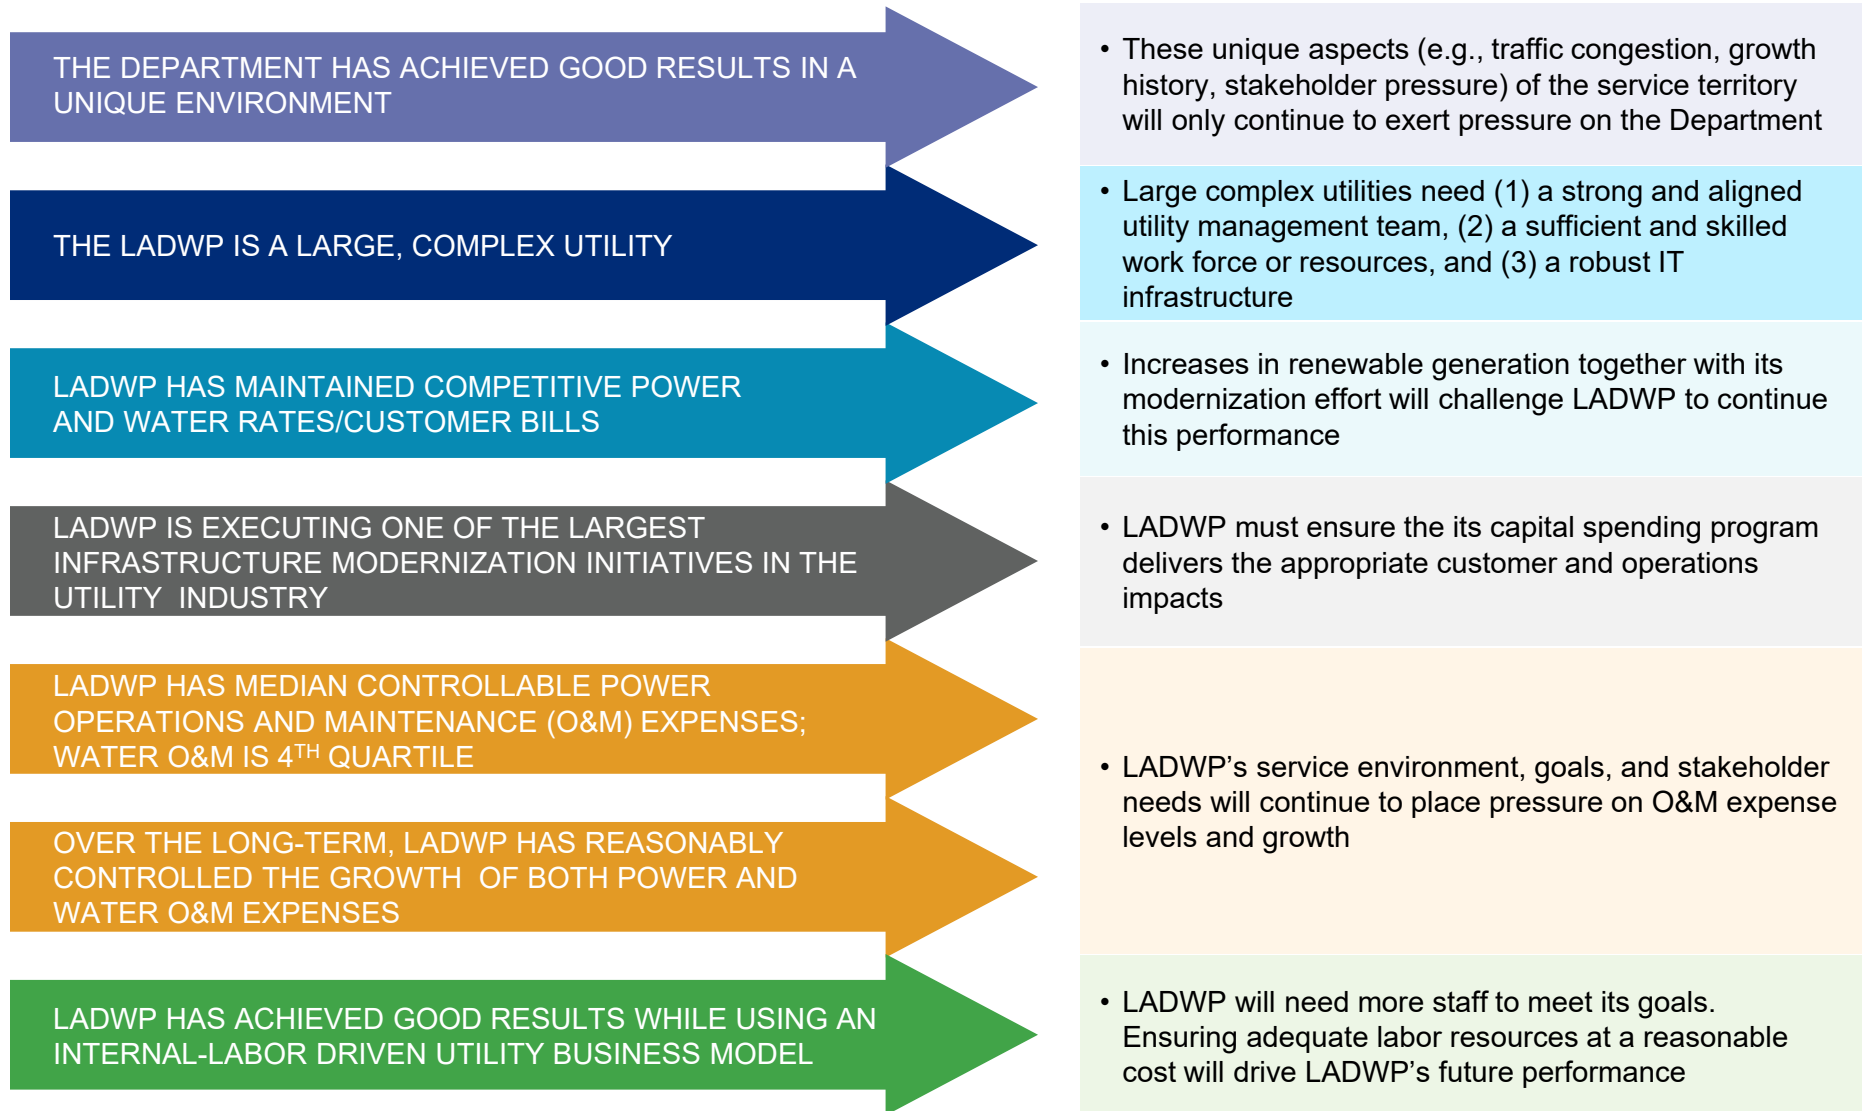 THE DEPARTMENT HAS ACHIEVED GOOD RESULTS IN A
UNIQUE ENVIRONMENT
• These unique aspects (e.g., traffic congestion, growth
history, stakeholder pressure) of the service territory
will only continue to exert pressure on the Department
THE LADWP IS A LARGE, COMPLEX UTILITY
• Large complex utilities need (1) a strong and aligned
utility management team, (2) a sufficient and skilled
work force or resources, and (3) a robust IT
infrastructure
LADWP HAS MAINTAINED COMPETITIVE POWER
AND WATER RATES/CUSTOMER BILLS
• Increases in renewable generation together with its
modernization effort will challenge LADWP to continue
this performance
LADWP IS EXECUTING ONE OF THE LARGEST
INFRASTRUCTURE MODERNIZATION INITIATIVES IN THE
UTILITY  INDUSTRY
• LADWP must ensure the its capital spending program
delivers the appropriate customer and operations
impacts
LADWP HAS MEDIAN CONTROLLABLE POWER
OPERATIONS AND MAINTENANCE (O&M) EXPENSES;
WATER O&M IS 4TH QUARTILE
OVER THE LONG-TERM, LADWP HAS REASONABLY
CONTROLLED THE GROWTH  OF BOTH POWER AND
WATER O&M EXPENSES
• LADWP’s service environment, goals, and stakeholder
needs will continue to place pressure on O&M expense
levels and growth
LADWP HAS ACHIEVED GOOD RESULTS WHILE USING AN
INTERNAL-LABOR DRIVEN UTILITY BUSINESS MODEL
• LADWP will need more staff to meet its goals.
Ensuring adequate labor resources at a reasonable
cost will drive LADWP’s future performance